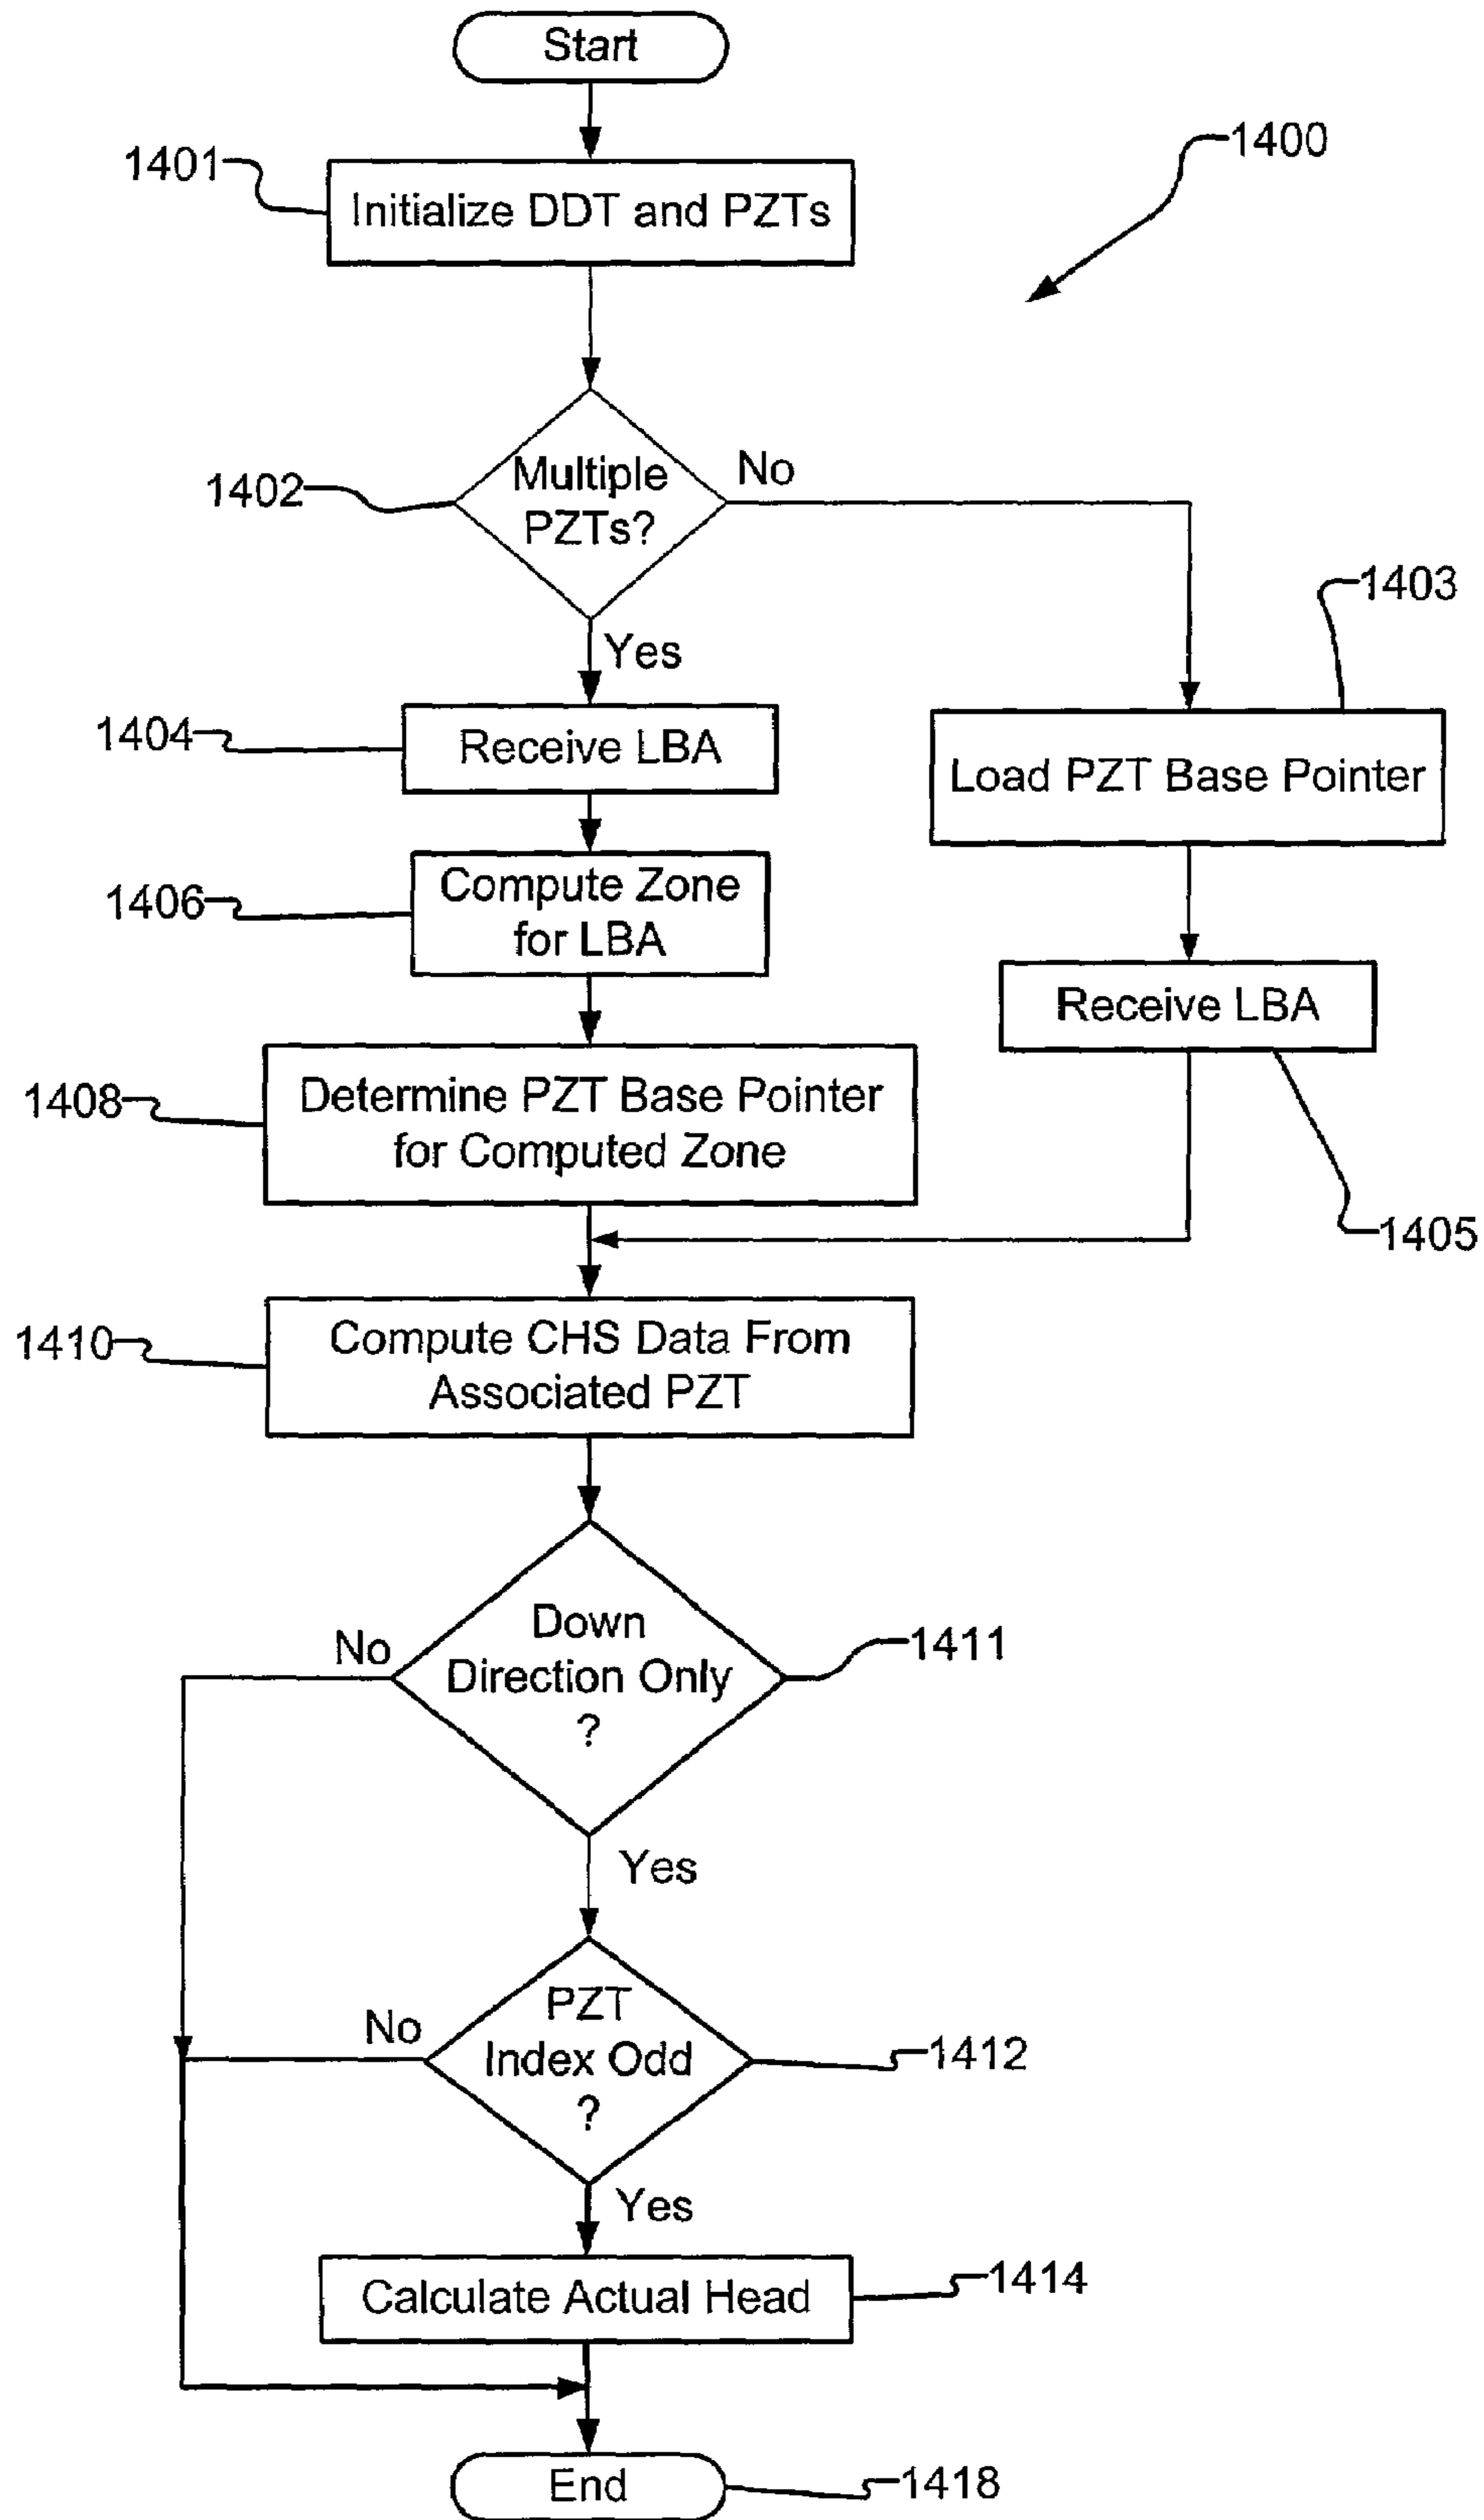 Start
1400
1401
Initialize DDT and PZTs
1402
Multiple
PZTs?
No
Yes
1403
1404
Receive LBA
Load PZT Base Pointer
1406
Compute Zone
for LBA
Receive LBA
1405
1408
Determine PZT Base Pointer
for Computed Zone
1410
Compute CHS Data From
Associated PZT
Down
Direction Only
?
No
1411
Yes
PZT
Index Odd
?
No
1412
Yes
Calculate Actual Head
1414
End
1418